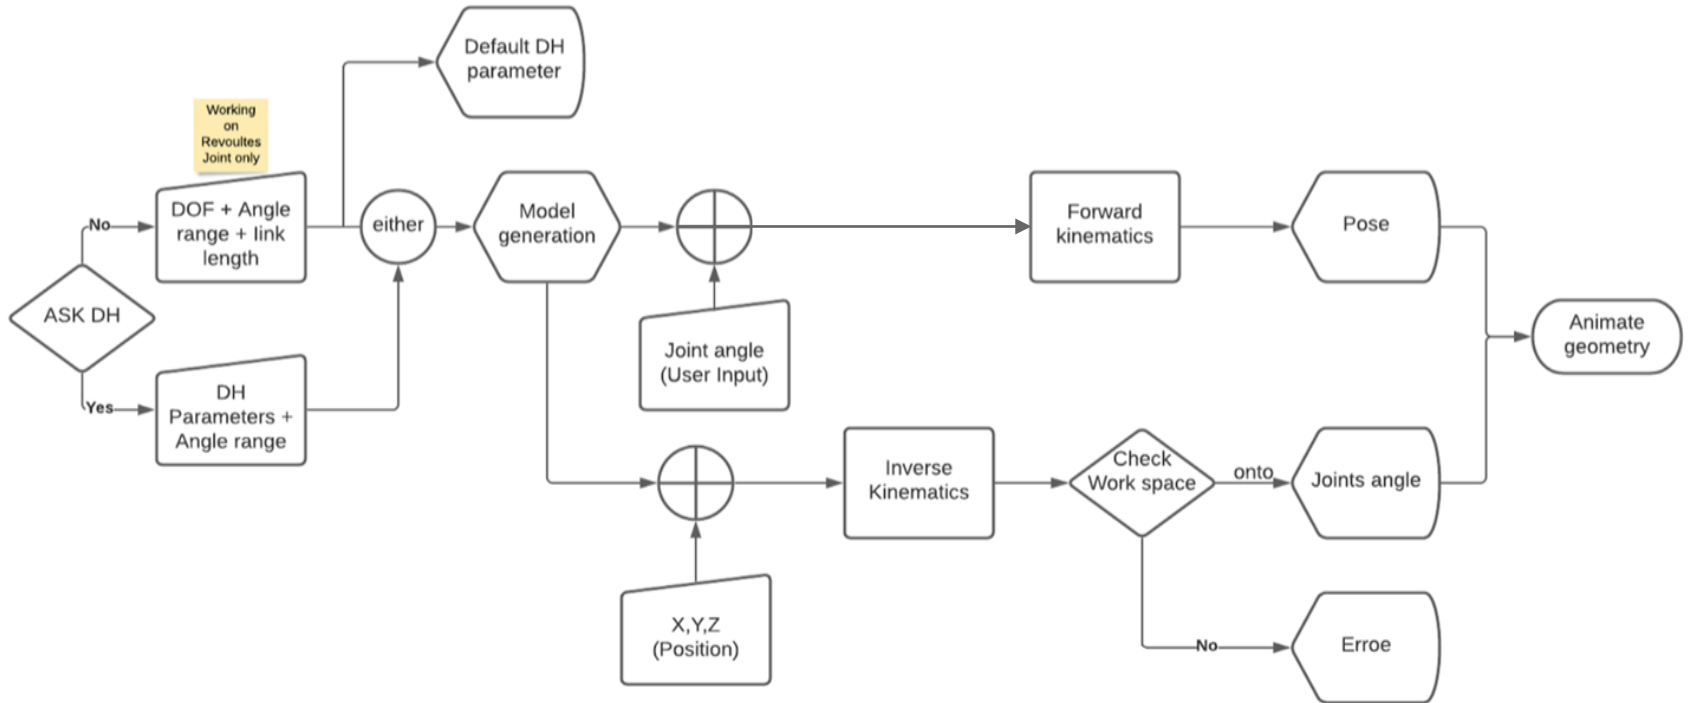 Default DH
parameter
Working
on
Revoultes
Joint only
No
DOF + Angle
range + link
length
either
Model
generation
Forward
kinematics
Pose
ASK DH
Animate
geometry
Joint angle
(User Input)
Yes
DH
Parameters +
Angle range
Inverse
Kinematics
Check
Work space
onto
Joints angle
X,Y,Z
(Position)
No
Erroe